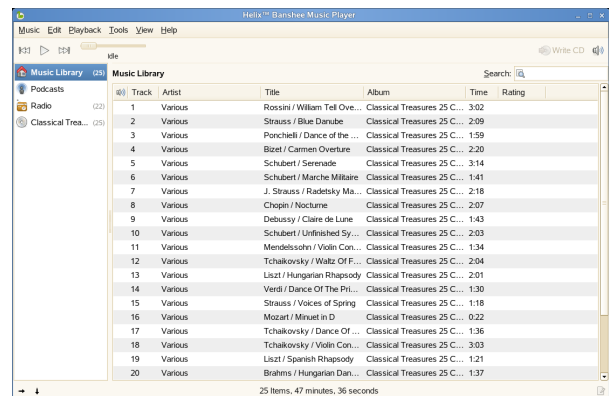 Helix™ Banshee Music Player
Music Edit Playback Tools View Help
Idle
Write CD
Music Library (25)
Podcasts
Radio (22)
Classical Trea... (25)
Music Library Search:
Track Artist Title Album Time Rating
1 Various Rossini / William Tell Ove... Classical Treasures 25 C... 3:02
2 Various Strauss / Blue Danube Classical Treasures 25 C... 2:09
3 Various Ponchielli / Dance of the ... Classical Treasures 25 C... 1:59
4 Various Bizet / Carmen Overture Classical Treasures 25 C... 2:20
5 Various Schubert / Serenade Classical Treasures 25 C... 3:14
6 Various Schubert / Marche Militaire Classical Treasures 25 C... 1:41
7 Various J. Strauss / Radetsky Ma... Classical Treasures 25 C... 2:18
8 Various Chopin / Nocturne Classical Treasures 25 C... 2:07
9 Various Debussy / Claire de Lune Classical Treasures 25 C... 1:43
10 Various Schubert / Unfinished Sy... Classical Treasures 25 C... 2:03
11 Various Mendelssohn / Violin Con... Classical Treasures 25 C... 1:34
12 Various Tchaikovsky / Waltz Of F... Classical Treasures 25 C... 2:04
13 Various Liszt / Hungarian Rhapsody Classical Treasures 25 C... 2:01
14 Various Verdi / Dance Of The Pri... Classical Treasures 25 C... 1:30
15 Various Strauss / Voices of Spring Classical Treasures 25 C... 1:18
16 Various Mozart / Minuet in D Classical Treasures 25 C... 0:22
17 Various Tchaikovsky / Dance Of ... Classical Treasures 25 C... 1:36
18 Various Tchaikovsky / Violin Con... Classical Treasures 25 C... 3:03
19 Various Liszt / Spanish Rhapsody Classical Treasures 25 C... 1:21
20 Various Brahms / Hungarian Dan... Classical Treasures 25 C... 1:37
25 Items, 47 minutes, 36 seconds